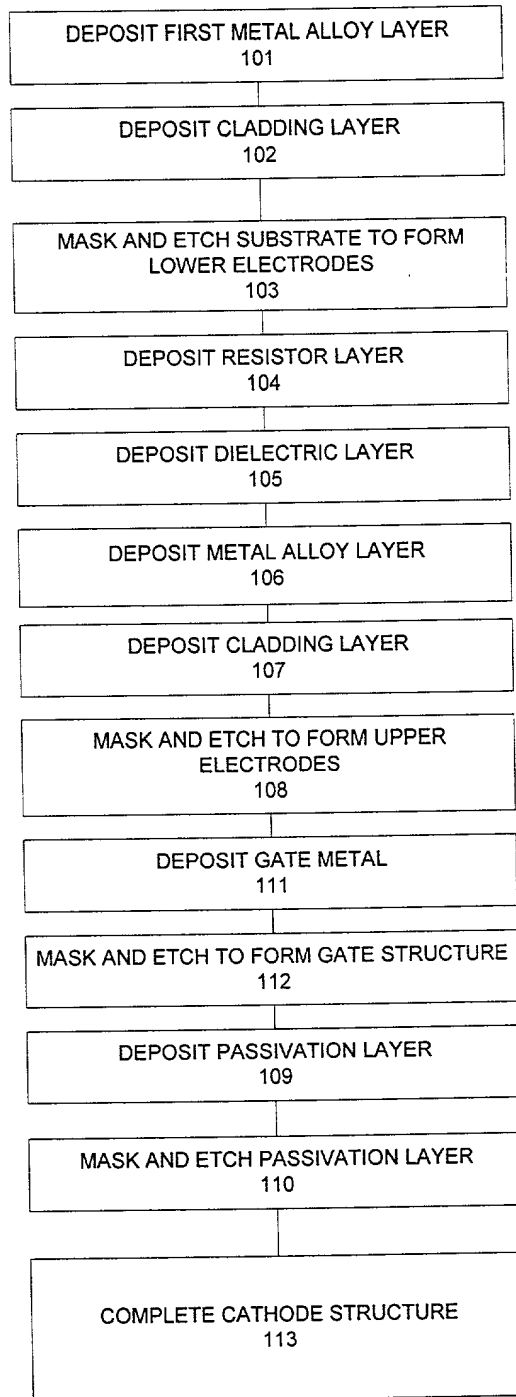 DEPOSIT FIRST METAL ALLOY LAYER
101
DEPOSIT CLADDING LAYER
102
MASK AND ETCH SUBSTRATE TO FORM
LOWER ELECTRODES
103
DEPOSIT RESISTOR LAYER
104
DEPOSIT DIELECTRIC LAYER
105
DEPOSIT METAL ALLOY LAYER
106
DEPOSIT CLADDING LAYER
107
MASK AND ETCH TO FORM UPPER
ELECTRODES
108
DEPOSIT GATE METAL
111
MASK AND ETCH TO FORM GATE STRUCTURE
112
DEPOSIT PASSIVATION LAYER
109
MASK AND ETCH PASSIVATION LAYER
110
COMPLETE CATHODE STRUCTURE
113